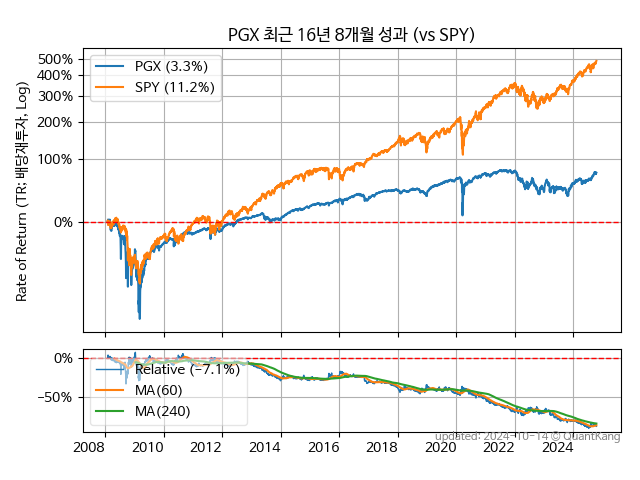 PGX 최근 16년 8개월 성과 (vs SPY)
Rate of Return (TR; 배당재투자, Log)
500%
400%
300%
200%
100%
0%
PGX (3.3%)
SPY (11.2%)
0%
−50%
Relative (−7.1%)
MA(60)
MA(240)
2008 2010 2012 2014 2016 2018 2020 2022 2024
updated: 2024-10-14 © QuantKang